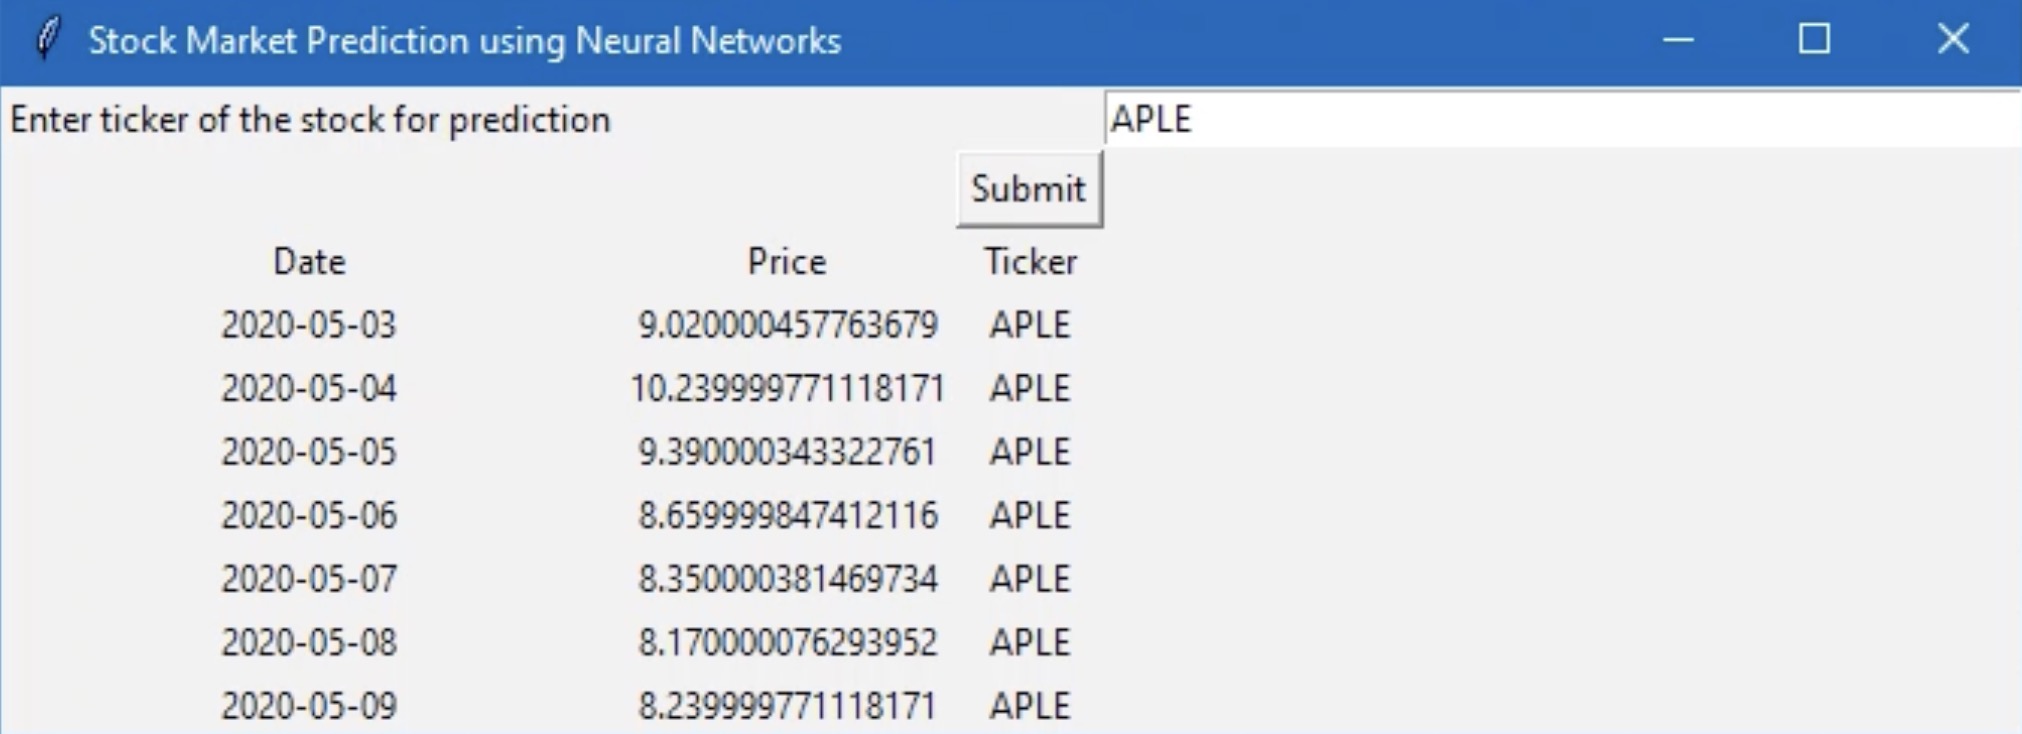 Stock Market Prediction using Neural Networks
Enter ticker of the stock for prediction APLE
Submit
Date Price Ticker
2020-05-03 9.020000457763679 APLE
2020-05-04 10.239999771118171 APLE
2020-05-05 9.390000343322761 APLE
2020-05-06 8.659999847412116 APLE
2020-05-07 8.350000381469734 APLE
2020-05-08 8.170000076293952 APLE
2020-05-09 8.239999771118171 APLE